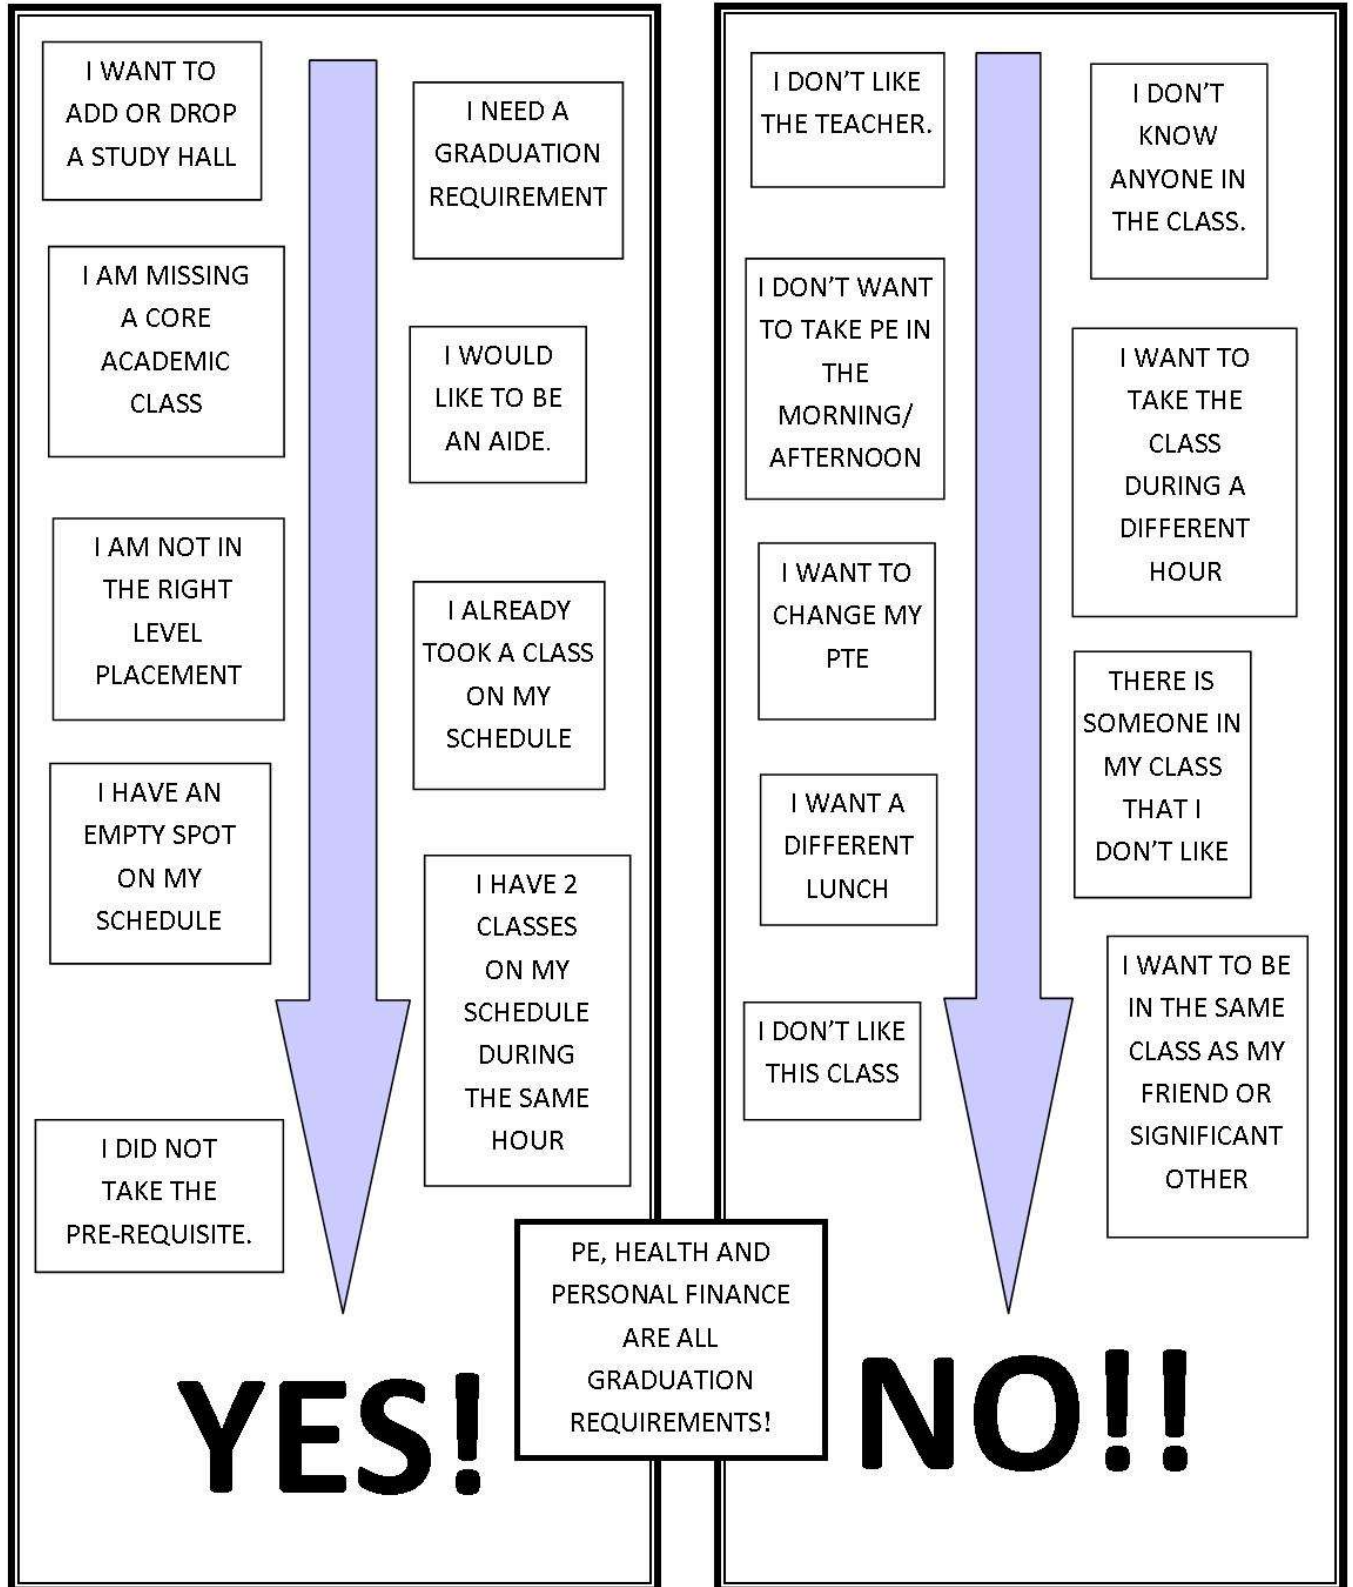 I WANT TO
ADD OR DROP
A STUDY HALL
I NEED A
GRADUATION
REQUIREMENT
I AM MISSING
A CORE
ACADEMIC
CLASS
I WOULD
LIKE TO BE
AN AIDE.
I AM NOT IN
THE RIGHT
LEVEL
PLACEMENT
I ALREADY
TOOK A CLASS
ON MY
SCHEDULE
I HAVE AN
EMPTY SPOT
ON MY
SCHEDULE
I HAVE 2
CLASSES
ON MY
SCHEDULE
DURING
THE SAME
HOUR
I DID NOT
TAKE THE
PRE-REQUISITE.
YES!
PE, HEALTH AND
PERSONAL FINANCE
ARE ALL
GRADUATION
REQUIREMENTS!
I DON’T LIKE
THE TEACHER.
I DON’T
KNOW
ANYONE IN
THE CLASS.
I DON’T WANT
TO TAKE PE IN
THE
MORNING/
AFTERNOON
I WANT TO
TAKE THE
CLASS
DURING A
DIFFERENT
HOUR
I WANT TO
CHANGE MY
PTE
THERE IS
SOMEONE IN
MY CLASS
THAT I
DON’T LIKE
I WANT A
DIFFERENT
LUNCH
I WANT TO BE
IN THE SAME
CLASS AS MY
FRIEND OR
SIGNIFICANT
OTHER
I DON’T LIKE
THIS CLASS
NO!!